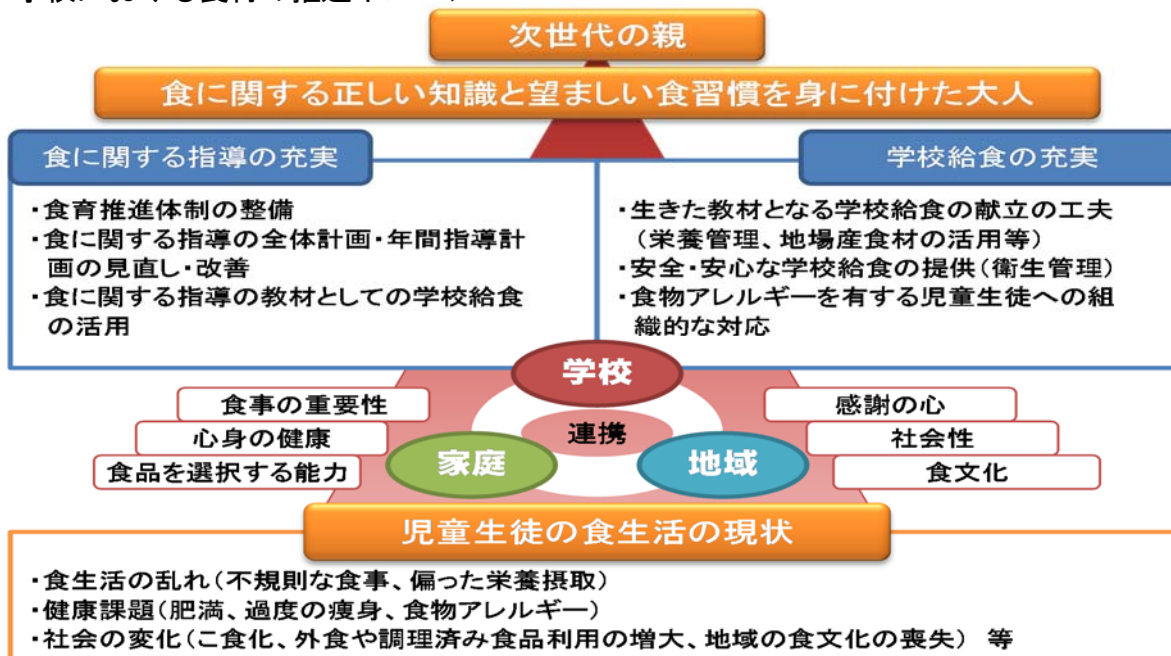 次世代の親
食に関する正しい知識と望ましい食習慣を身に付けた大人
食に関する指導の充実
・食育推進体制の整備
・食に関する指導の全体計画・年間指導計
画の見直し・改善
・食に関する指導の教材としての学校給食
の活用
学校給食の充実
・生きた教材となる学校給食の献立の工夫
(栄養管理、地場産食材の活用等)
・安全・安心な学校給食の提供(衛生管理)
・食物アレルギーを有する児童生徒への組
織的な対応
学校
連携
家庭
地域
食事の重要性
心身の健康
食品を選択する能力
感謝の心
社会性
食文化
児童生徒の食生活の現状
・食生活の乱れ(不規則な食事、偏った栄養摂取)
・健康課題(肥満、過度の痩身、食物アレルギー)
・社会の変化(こ食化、外食や調理済み食品利用の増大、地域の食文化の喪失) 等